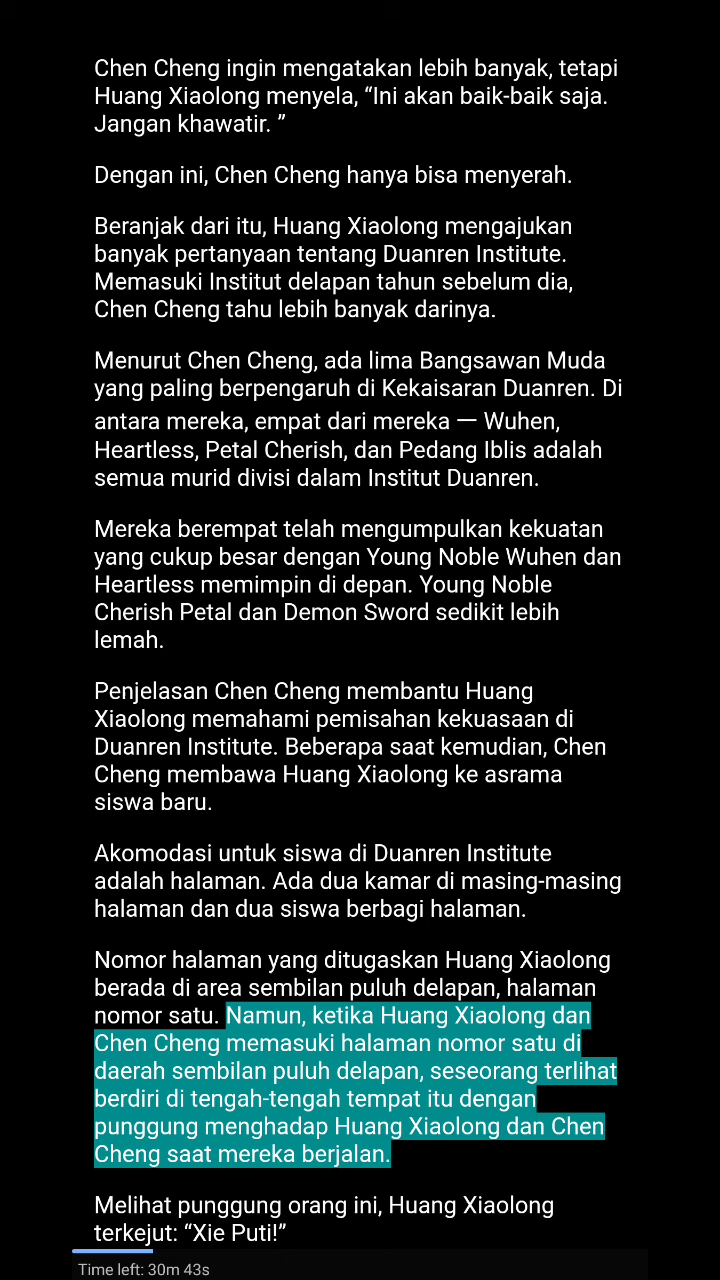 Chen Cheng ingin mengatakan lebih banyak, tetapi
Huang Xiaolong menyela, “Ini akan baik-baik saja.
Jangan khawatir. ”
Dengan ini, Chen Cheng hanya bisa menyerah.
Beranjak dari itu, Huang Xiaolong mengajukan
banyak pertanyaan tentang Duanren Institute.
Memasuki Institut delapan tahun sebelum dia,
Chen Cheng tahu lebih banyak darinya.
Menurut Chen Cheng, ada lima Bangsawan Muda
yang paling berpengaruh di Kekaisaran Duanren. Di
antara mereka, empat dari mereka — Wuhen,
Heartless, Petal Cherish, dan Pedang Iblis adalah
semua murid divisi dalam Institut Duanren.
Mereka berempat telah mengumpulkan kekuatan
yang cukup besar dengan Young Noble Wuhen dan
Heartless memimpin di depan. Young Noble
Cherish Petal dan Demon Sword sedikit lebih
lemah.
Penjelasan Chen Cheng membantu Huang
Xiaolong memahami pemisahan kekuasaan di
Duanren Institute. Beberapa saat kemudian, Chen
Cheng membawa Huang Xiaolong ke asrama
siswa baru.
Akomodasi untuk siswa di Duanren Institute
adalah halaman. Ada dua kamar di masing-masing
halaman dan dua siswa berbagi halaman.
Nomor halaman yang ditugaskan Huang Xiaolong
berada di area sembilan puluh delapan, halaman
nomor satu. Namun, ketika Huang Xiaolong dan
Chen Cheng memasuki halaman nomor satu di
daerah sembilan puluh delapan, seseorang terlihat
berdiri di tengah-tengah tempat itu dengan
punggung menghadap Huang Xiaolong dan Chen
Cheng saat mereka berjalan.
Melihat punggung orang ini, Huang Xiaolong
terkejut: “Xie Puti!”
Time left: 30m 43s